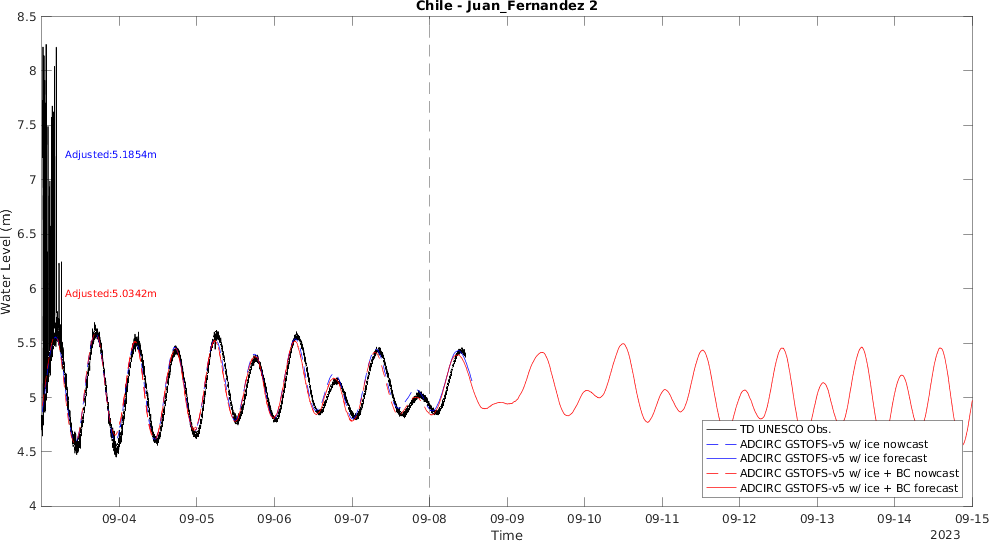 Chile - Juan_Fernandez 2
8.5
8
7.5
7
6.5
6
5.5
5
4.5
4
Water Level (m)
Adjusted:5.1854m
Adjusted:5.0342m
TD UNESCO Obs.
ADCIRC GSTOFS-v5 w/ ice nowcast
ADCIRC GSTOFS-v5 w/ ice forecast
ADCIRC GSTOFS-v5 w/ ice + BC nowcast
ADCIRC GSTOFS-v5 w/ ice + BC forecast
09-04 09-05 09-06 09-07 09-08 09-09 09-10 09-11 09-12 09-13 09-14 09-15
Time
2023